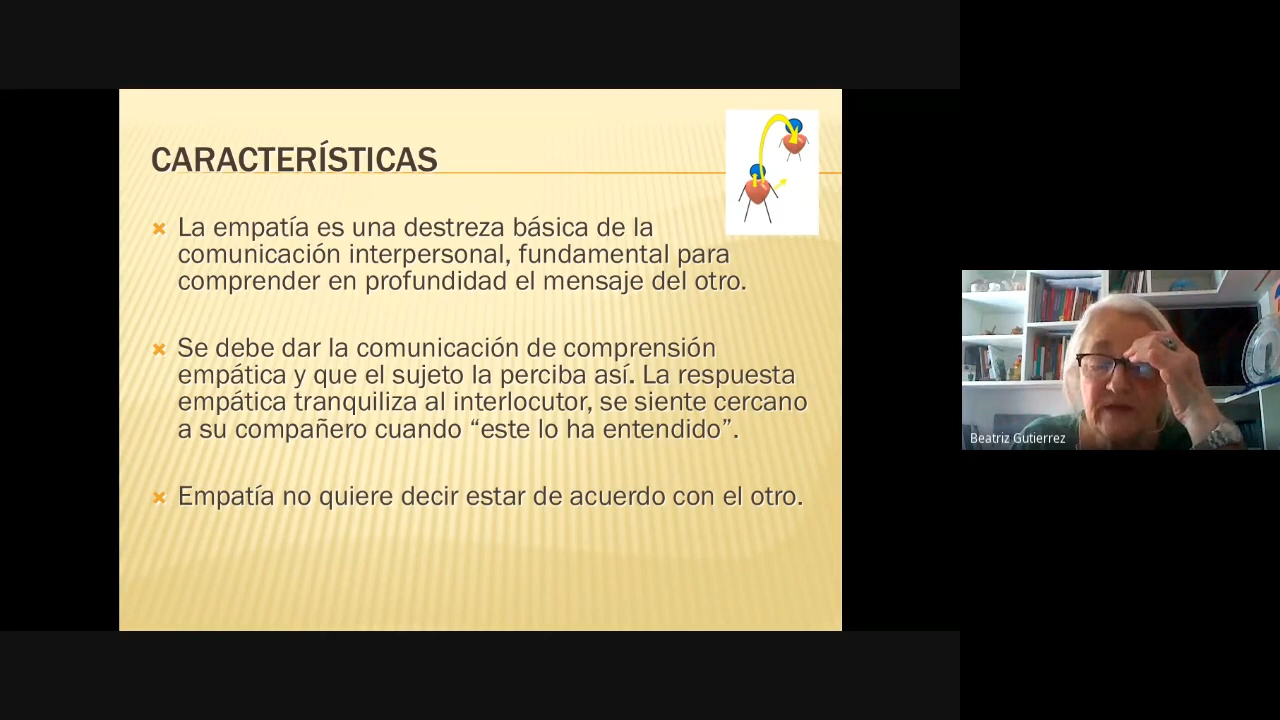 CARACTERÍSTICAS
La empatía es una destreza básica de la
comunicación interpersonal, fundamental para
comprender en profundidad el mensaje del otro.
Se debe dar la comunicación de comprensión
empática y que el sujeto la perciba así. La respuesta
empática tranquiliza al interlocutor, se siente cercano
a su compañero cuando “este lo ha entendido”.
Empatía no quiere decir estar de acuerdo con el otro.
Beatriz Gutierrez